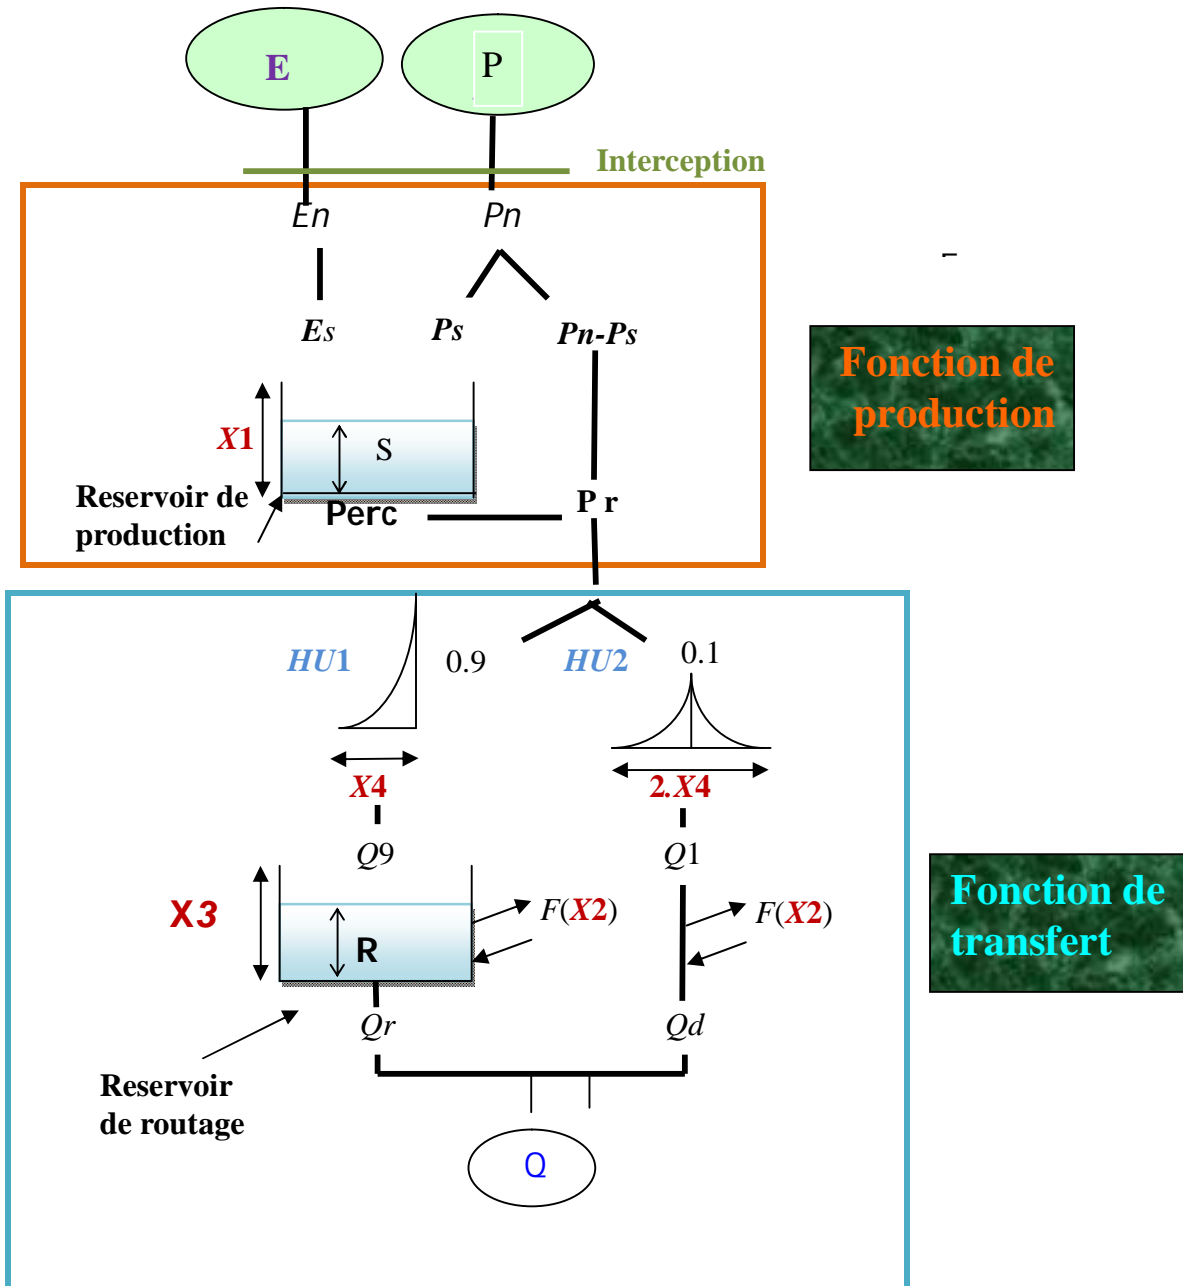 E
P
Interception
En
Pn
Es
Ps
Pn-Ps
Fonction de
production
X1
S
Reservoir de
production
Perc
P r
HU1
0.9
HU2
0.1
X4
2.X4
Q9
Q1
X3
R
F(X2)
F(X2)
Fonction de
transfert
Qr
Qd
Reservoir
de routage
Q